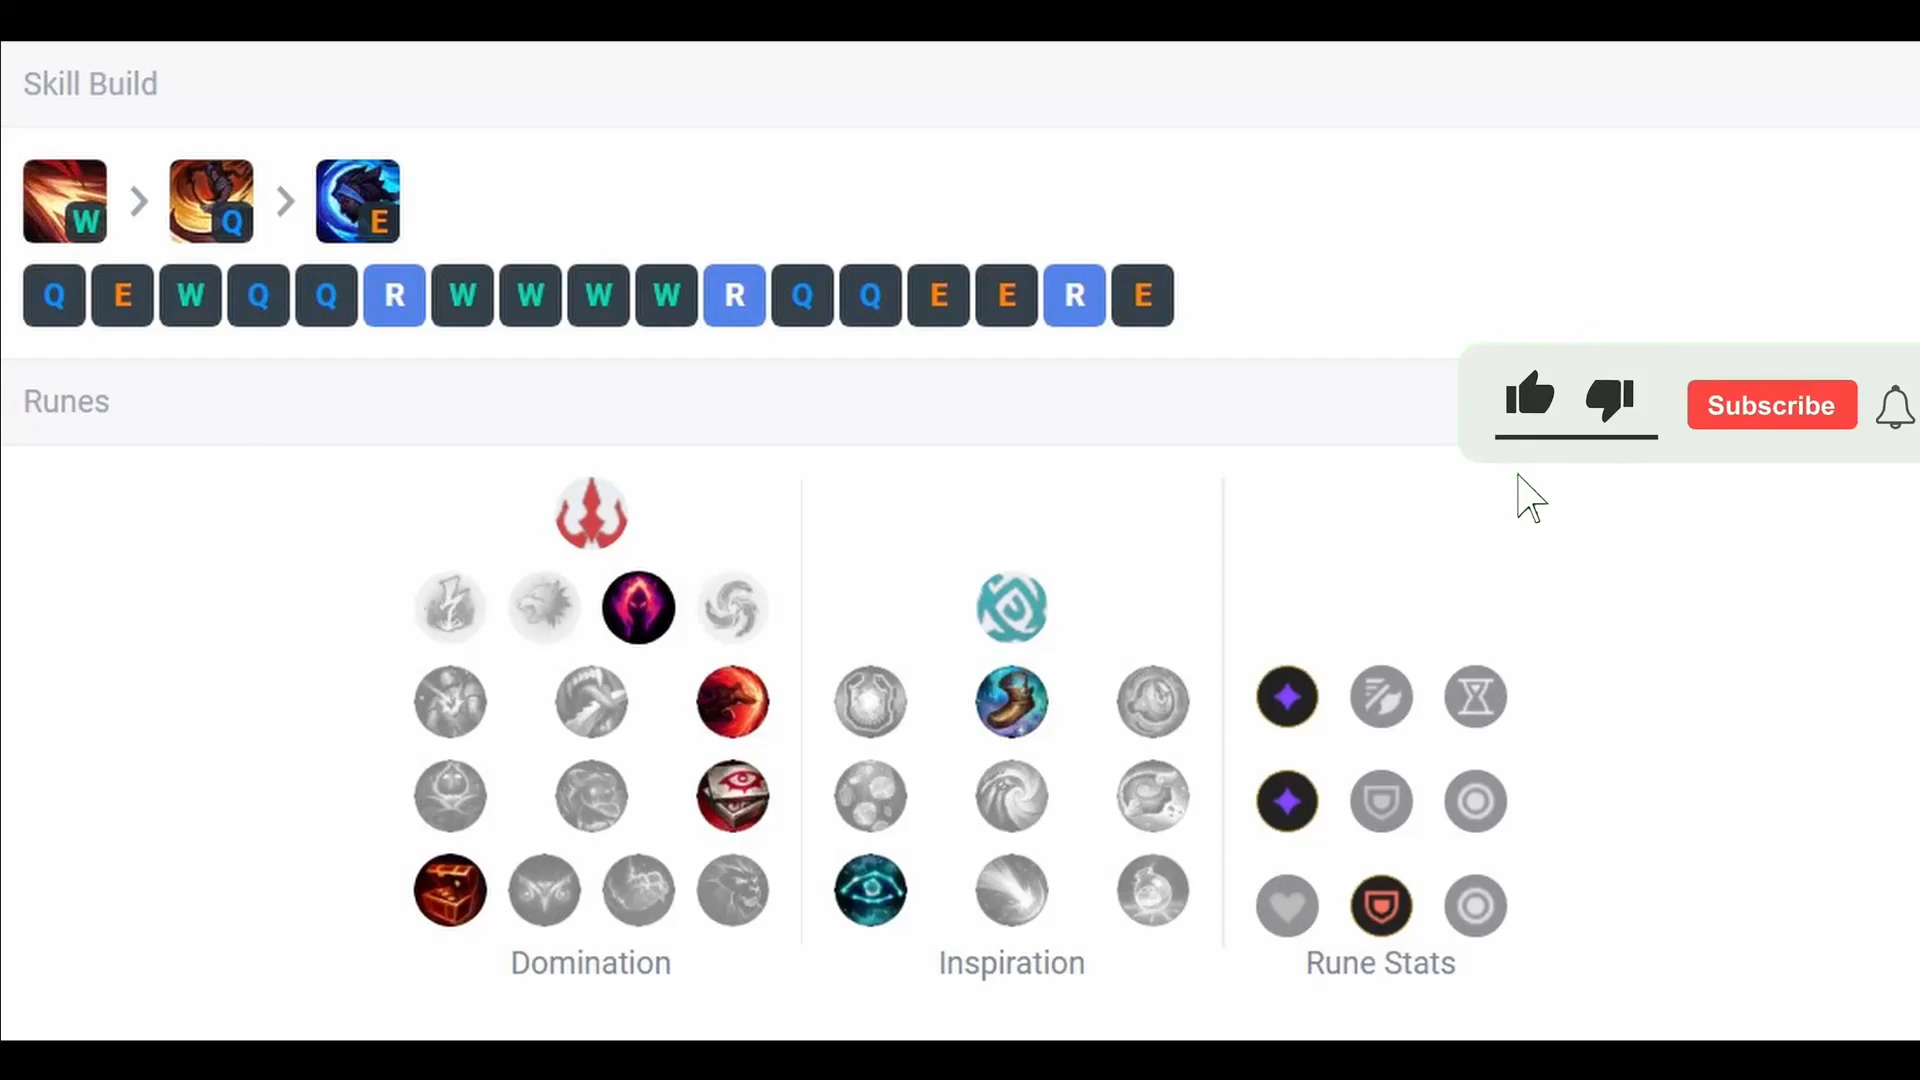 Skill Build
W Q E
Q E W Q Q R W W W W R Q Q E E R E
Runes
Subscribe
Domination Inspiration Rune Stats